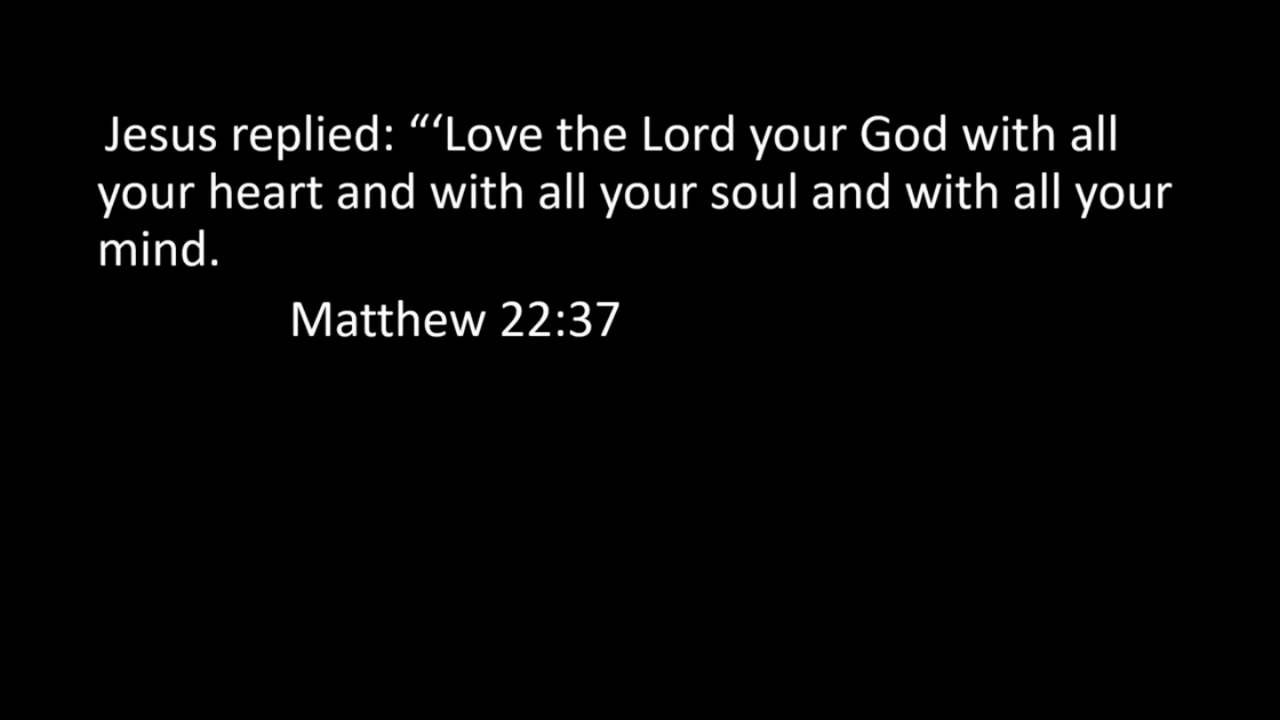 Jesus replied: “‘Love the Lord your God with all
your heart and with all your soul and with all your
mind.
Matthew 22:37